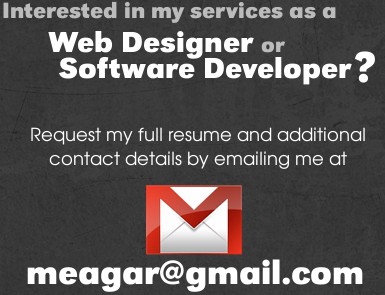 Interested in my services as a
Web Designer or
Software Developer?
Request my full resume and additional
contact details by emailing me at
meagar@gmail.com